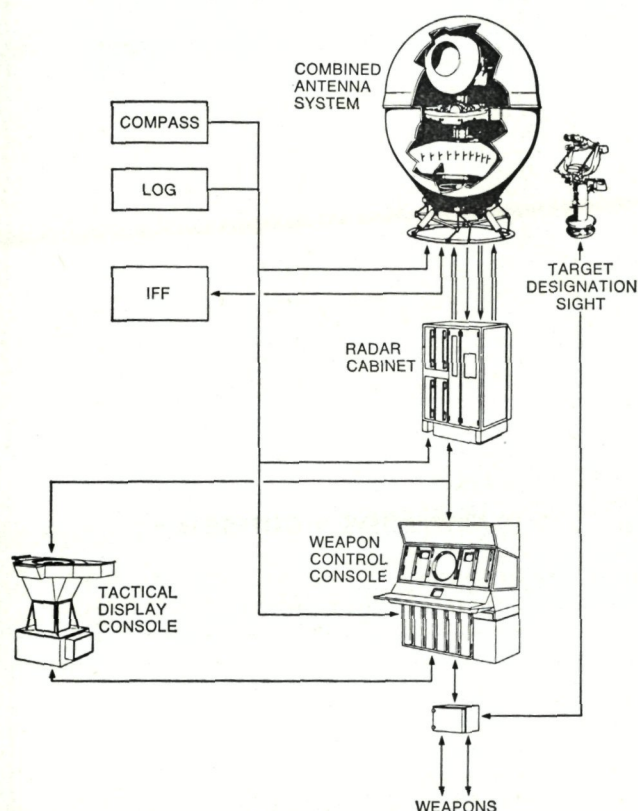 COMBINED
ANTENNA
SYSTEM
COMPASS
LOG
IFF
TARGET
DESIGNATION
SIGHT
RADAR
CABINET
WEAPON
CONTROL
CONSOLE
TACTICAL
DISPLAY
CONSOLE
WEAPONS